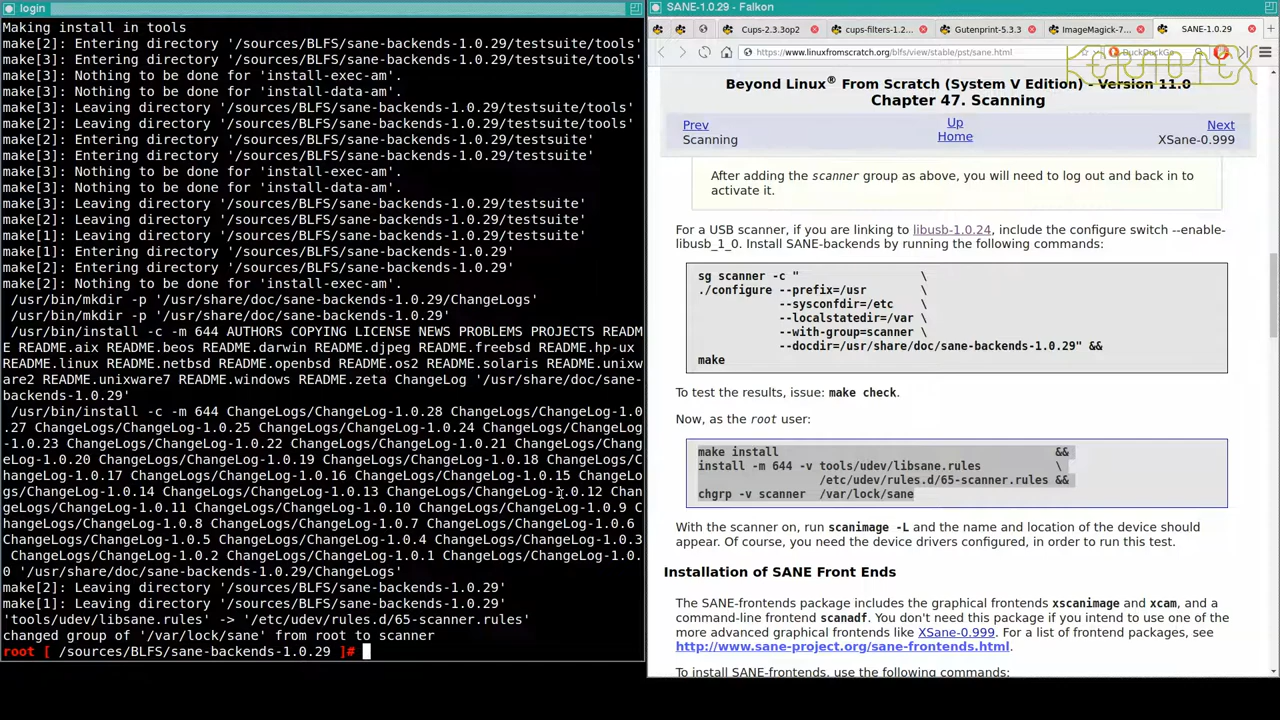 login
Making install in tools
make[2]: Entering directory '/sources/BLFS/sane-backends-1.0.29/testsuite/tools'
make[3]: Entering directory '/sources/BLFS/sane-backends-1.0.29/testsuite/tools'
make[3]: Nothing to be done for 'install-exec-am'.
make[3]: Nothing to be done for 'install-data-am'.
make[3]: Leaving directory '/sources/BLFS/sane-backends-1.0.29/testsuite/tools'
make[2]: Leaving directory '/sources/BLFS/sane-backends-1.0.29/testsuite/tools'
make[2]: Entering directory '/sources/BLFS/sane-backends-1.0.29/testsuite'
make[3]: Entering directory '/sources/BLFS/sane-backends-1.0.29/testsuite'
make[3]: Nothing to be done for 'install-exec-am'.
make[3]: Nothing to be done for 'install-data-am'.
make[3]: Leaving directory '/sources/BLFS/sane-backends-1.0.29/testsuite'
make[2]: Leaving directory '/sources/BLFS/sane-backends-1.0.29/testsuite'
make[1]: Leaving directory '/sources/BLFS/sane-backends-1.0.29/testsuite'
make[1]: Entering directory '/sources/BLFS/sane-backends-1.0.29'
make[2]: Entering directory '/sources/BLFS/sane-backends-1.0.29'
make[2]: Nothing to be done for 'install-exec-am'.
/usr/bin/mkdir -p '/usr/share/doc/sane-backends-1.0.29/ChangeLogs'
/usr/bin/mkdir -p '/usr/share/doc/sane-backends-1.0.29'
/usr/bin/install -c -m 644 AUTHORS COPYING LICENSE NEWS PROBLEMS PROJECTS READM
E README.aix README.beos README.darwin README.djpeg README.freebsd README.hp-ux
README.linux README.netbsd README.openbsd README.os2 README.solaris README.unixw
are2 README.unixware7 README.windows README.zeta ChangeLog '/usr/share/doc/sane-
backends-1.0.29'
/usr/bin/install -c -m 644 ChangeLogs/ChangeLog-1.0.28 ChangeLogs/ChangeLog-1.0
.27 ChangeLogs/ChangeLog-1.0.25 ChangeLogs/ChangeLog-1.0.24 ChangeLogs/ChangeLog
-1.0.23 ChangeLogs/ChangeLog-1.0.22 ChangeLogs/ChangeLog-1.0.21 ChangeLogs/Chang
eLog-1.0.20 ChangeLogs/ChangeLog-1.0.19 ChangeLogs/ChangeLog-1.0.18 ChangeLogs/C
hangeLog-1.0.17 ChangeLogs/ChangeLog-1.0.16 ChangeLogs/ChangeLog-1.0.15 ChangeLo
gs/ChangeLog-1.0.14 ChangeLogs/ChangeLog-1.0.13 ChangeLogs/ChangeLog-1.0.12 Chan
geLogs/ChangeLog-1.0.11 ChangeLogs/ChangeLog-1.0.10 ChangeLogs/ChangeLog-1.0.9 C
hangeLogs/ChangeLog-1.0.8 ChangeLogs/ChangeLog-1.0.7 ChangeLogs/ChangeLog-1.0.6
ChangeLogs/ChangeLog-1.0.5 ChangeLogs/ChangeLog-1.0.4 ChangeLogs/ChangeLog-1.0.3
ChangeLogs/ChangeLog-1.0.2 ChangeLogs/ChangeLog-1.0.1 ChangeLogs/ChangeLog-1.0.
0 '/usr/share/doc/sane-backends-1.0.29/ChangeLogs'
make[2]: Leaving directory '/sources/BLFS/sane-backends-1.0.29'
make[1]: Leaving directory '/sources/BLFS/sane-backends-1.0.29'
'tools/udev/libsane.rules' -> '/etc/udev/rules.d/65-scanner.rules'
changed group of '/var/lock/sane' from root to scanner
root [ /sources/BLFS/sane-backends-1.0.29 ]#
SANE-1.0.29 - Falkon
Cups-2.3.3op2 cups-filters-1.2... Gutenprint-5.3.3 ImageMagick-7... SANE-1.0.29
https://www.linuxfromscratch.org/blfs/view/stable/pst/sane.html DuckDuckGo
Beyond Linux® From Scratch (System V Edition) - Version 11.0
Chapter 47. Scanning
Prev Up Next
Scanning Home XSane-0.999
After adding the scanner group as above, you will need to log out and back in to
activate it.
For a USB scanner, if you are linking to libusb-1.0.24, include the configure switch --enable-
libusb_1_0. Install SANE-backends by running the following commands:
sg scanner -c " \
./configure --prefix=/usr \
--sysconfdir=/etc \
--localstatedir=/var \
--with-group=scanner \
--docdir=/usr/share/doc/sane-backends-1.0.29" &&
make
To test the results, issue: make check.
Now, as the root user:
make install &&
install -m 644 -v tools/udev/libsane.rules \
/etc/udev/rules.d/65-scanner.rules &&
chgrp -v scanner /var/lock/sane
With the scanner on, run scanimage -L and the name and location of the device should
appear. Of course, you need the device drivers configured, in order to run this test.
Installation of SANE Front Ends
The SANE-frontends package includes the graphical frontends xscanimage and xcam, and a
command-line frontend scanadf. You don't need this package if you intend to use one of the
more advanced graphical frontends like XSane-0.999. For a list of frontend packages, see
http://www.sane-project.org/sane-frontends.html.
To install SANE-frontends, use the following commands: